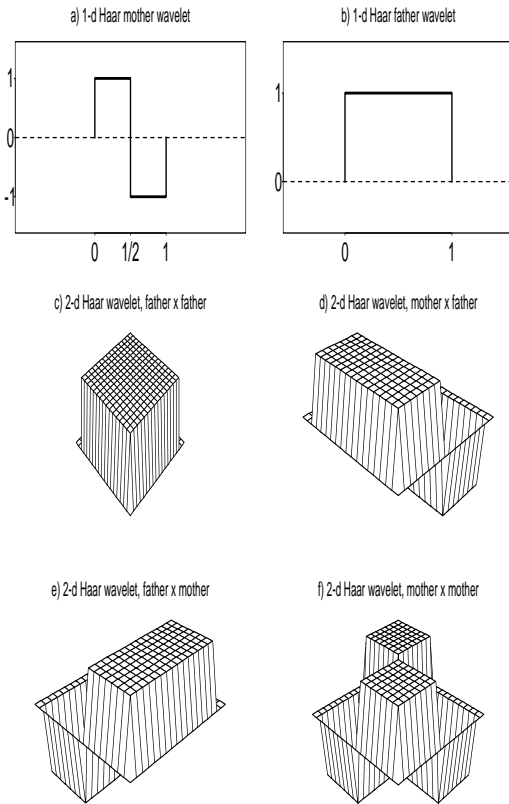 a) 1-d Haar mother wavelet
1
0
-1
0 1/2 1
b) 1-d Haar father wavelet
1
0
0 1
c) 2-d Haar wavelet, father x father
d) 2-d Haar wavelet, mother x father
e) 2-d Haar wavelet, father x mother
f) 2-d Haar wavelet, mother x mother